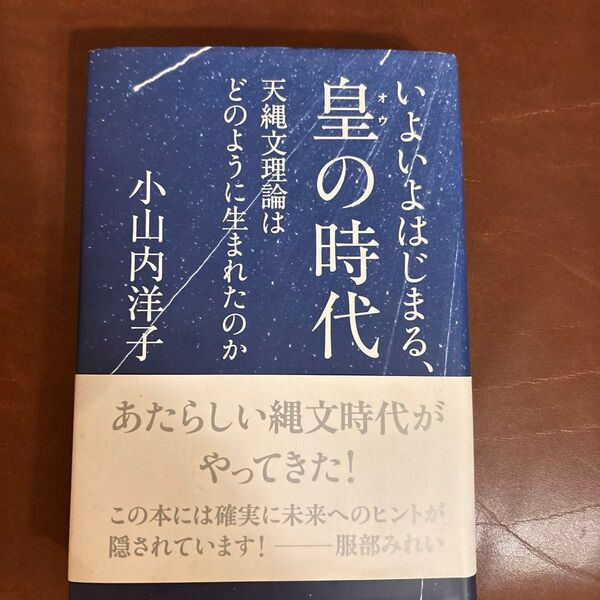 いよいよはじまる、
皇の時代
オウ
天縄文理論は
どのように生まれたのか
小山内洋子
あたらしい縄文時代が
やってきた!
この本には確実に未来へのヒントが
隠されています!――服部みれい